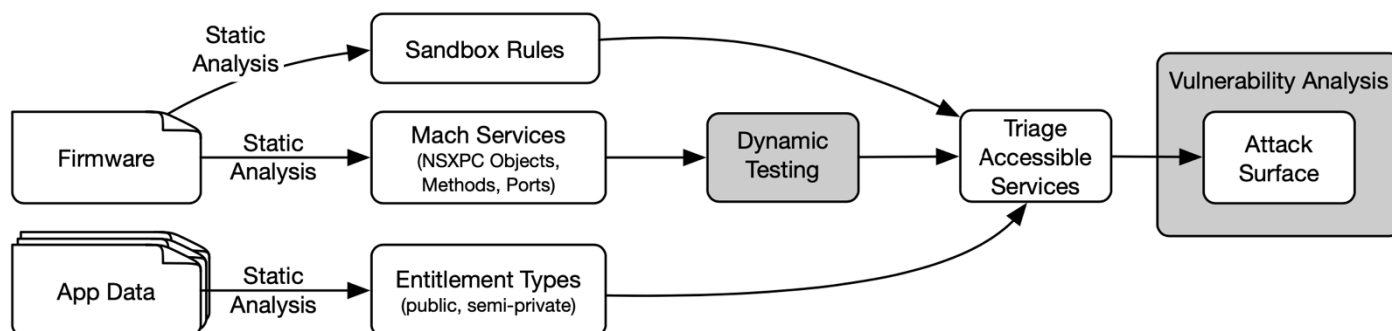 Static
Analysis
Sandbox Rules
Firmware
Static
Analysis
Mach Services
(NSXPC Objects,
Methods, Ports)
Dynamic
Testing
Triage
Accessible
Services
Vulnerability Analysis
Attack
Surface
App Data
Static
Analysis
Entitlement Types
(public, semi-private)